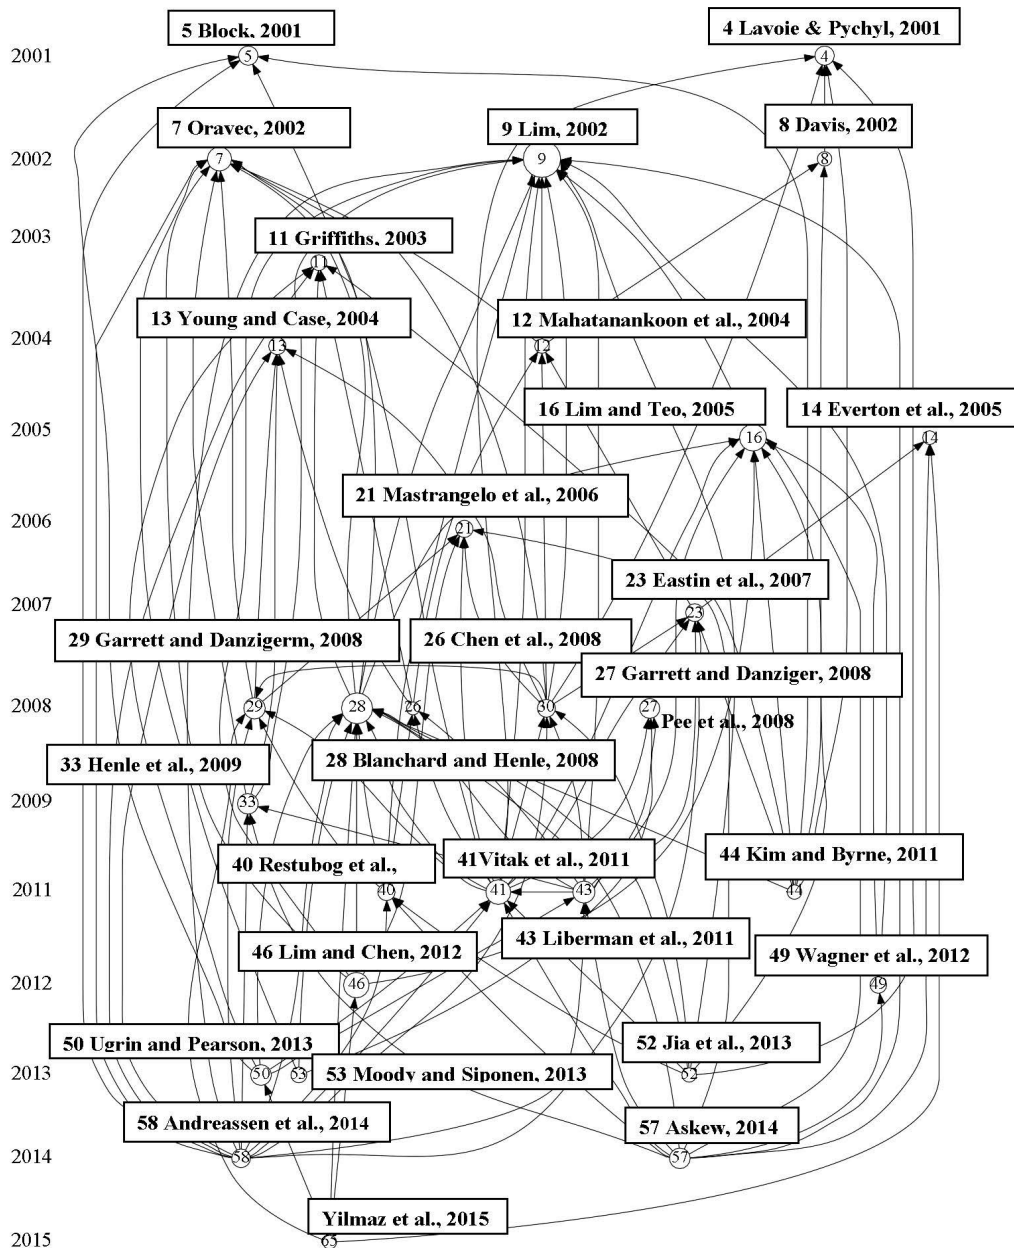 5 Block, 2001
4 Lavoie & Pychyl, 2001
2001
5
4
7 Oravec, 2002
9 Lim, 2002
8 Davis, 2002
2002
7
9
8
2003
11 Griffiths, 2003
11
13 Young and Case, 2004
12 Mahatanankoon et al., 2004
2004
13
12
16 Lim and Teo, 2005
14 Everton et al., 2005
2005
16
14
21 Mastrangelo et al., 2006
2006
21
23 Eastin et al., 2007
2007
23
29 Garrett and Danzigerm, 2008
26 Chen et al., 2008
27 Garrett and Danziger, 2008
2008
29
28
26
30
27
Pee et al., 2008
33 Henle et al., 2009
28 Blanchard and Henle, 2008
2009
33
40 Restubog et al.,
41Vitak et al., 2011
44 Kim and Byrne, 2011
2011
40
41
43
44
46 Lim and Chen, 2012
43 Liberman et al., 2011
49 Wagner et al., 2012
2012
46
49
50 Ugrin and Pearson, 2013
52 Jia et al., 2013
2013
50
53
53 Moody and Siponen, 2013
52
58 Andreassen et al., 2014
57 Askew, 2014
2014
58
57
Yilmaz et al., 2015
2015
65